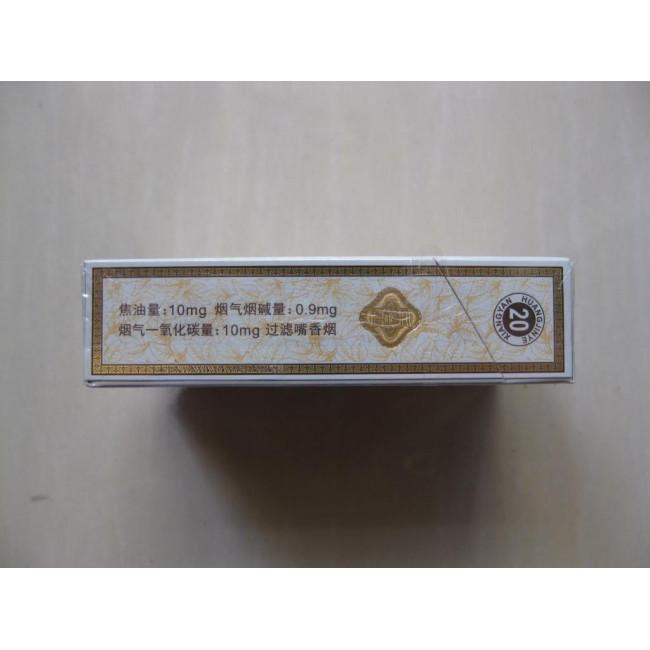 焦油量:10mg 烟气烟碱量:0.9mg
烟气一氧化碳量:10mg 过滤嘴香烟
XIANGYAN HUANGJINYE
20